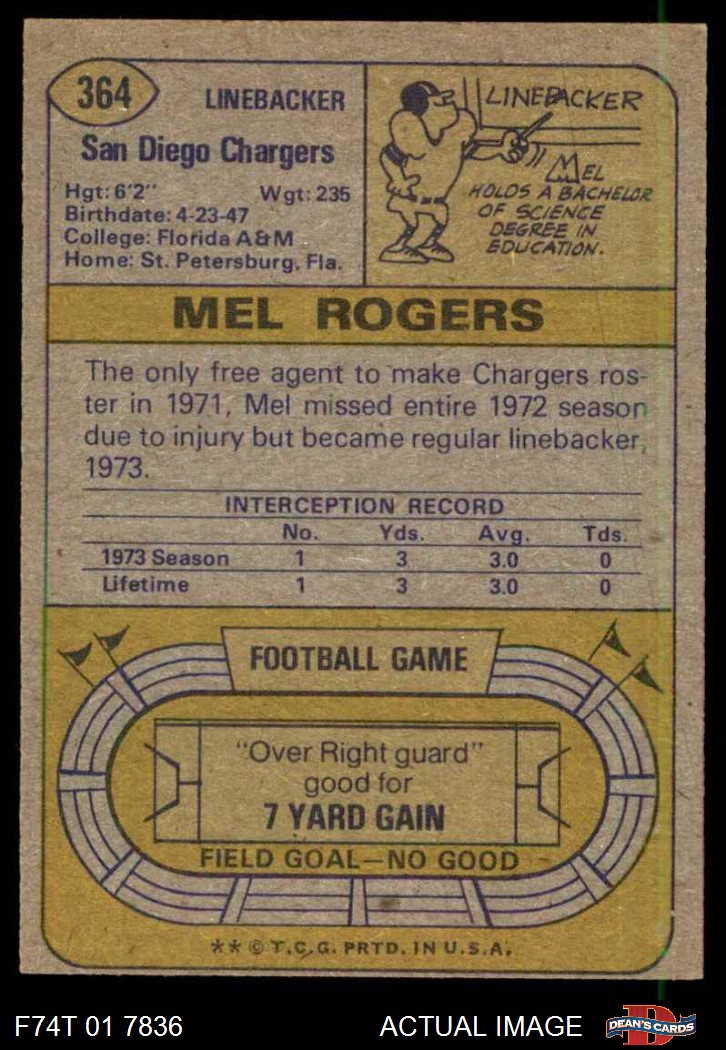 364
LINEBACKER
San Diego Chargers
Hgt: 6'2" Wgt: 235
Birthdate: 4-23-47
College: Florida A&M
Home: St. Petersburg, Fla.
LINEBACKER
MEL
HOLDS A BACHELOR
OF SCIENCE
DEGREE IN
EDUCATION.
MEL ROGERS
The only free agent to make Chargers ros-
ter in 1971, Mel missed entire 1972 season
due to injury but became regular linebacker,
1973.
INTERCEPTION RECORD
No. Yds. Avg. Tds.
1973 Season 1 3 3.0 0
Lifetime 1 3 3.0 0
FOOTBALL GAME
"Over Right guard"
good for
7 YARD GAIN
FIELD GOAL—NO GOOD
** © T.C.G. PRTD. IN U.S.A.
F74T 01 7836 ACTUAL IMAGE D DEAN'S CARDS